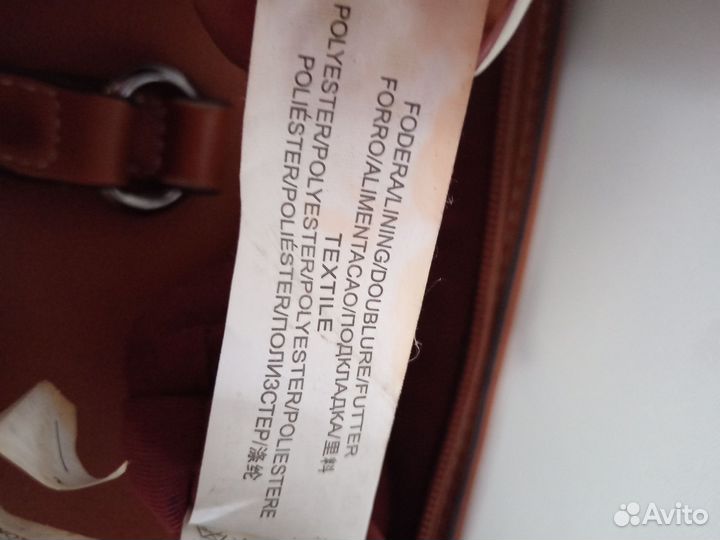 FODERA/LINING/DOUBLURE/FUTTER
FORRO/ALIMENTACAO/ПОДКЛАДКА/里料
TEXTILE
POLYESTER/POLYESTER/POLYESTER/POLIESTERE
POLIÉSTER/POLIÉSTER/ПОЛИЭСТЕР/涤纶
Avito